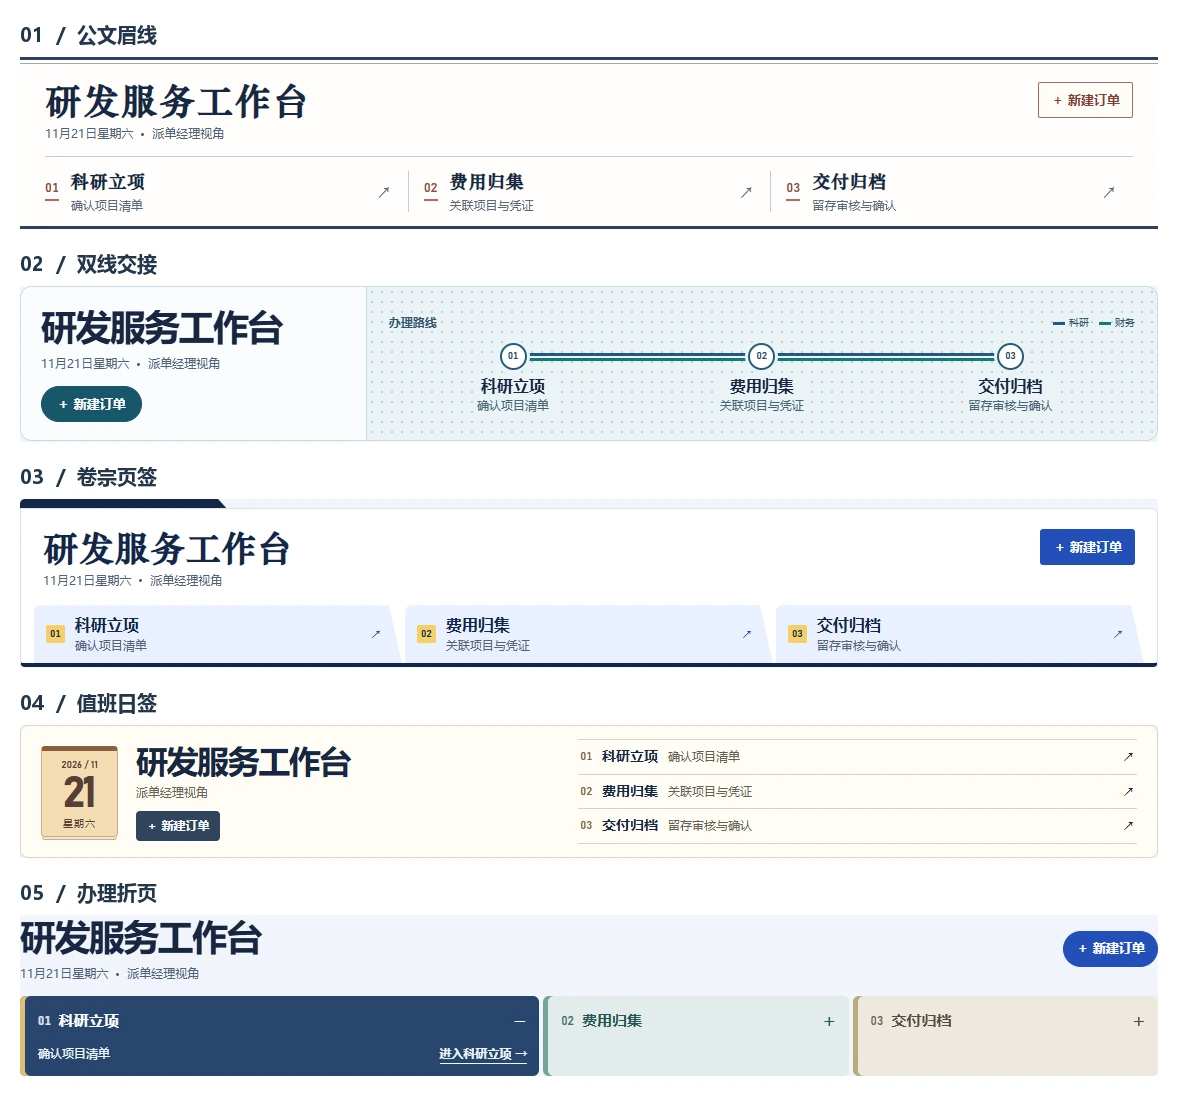 01 / 公文眉线
研发服务工作台
11月21日星期六 • 派单经理视角
+ 新建订单
01 科研立项 ↗
确认项目清单
02 费用归集 ↗
关联项目与凭证
03 交付归档 ↗
留存审核与确认
02 / 双线交接
研发服务工作台
11月21日星期六 • 派单经理视角
+ 新建订单
办理路线
科研 财务
01 02 03
科研立项 费用归集 交付归档
确认项目清单 关联项目与凭证 留存审核与确认
03 / 卷宗页签
研发服务工作台
11月21日星期六 • 派单经理视角
+ 新建订单
01 科研立项 ↗
确认项目清单
02 费用归集 ↗
关联项目与凭证
03 交付归档 ↗
留存审核与确认
04 / 值班日签
2026 / 11
21
星期六
研发服务工作台
派单经理视角
+ 新建订单
01 科研立项 确认项目清单 ↗
02 费用归集 关联项目与凭证 ↗
03 交付归档 留存审核与确认 ↗
05 / 办理折页
研发服务工作台
11月21日星期六 • 派单经理视角
+ 新建订单
01 科研立项 −
确认项目清单 进入科研立项 →
02 费用归集 +
03 交付归档 +